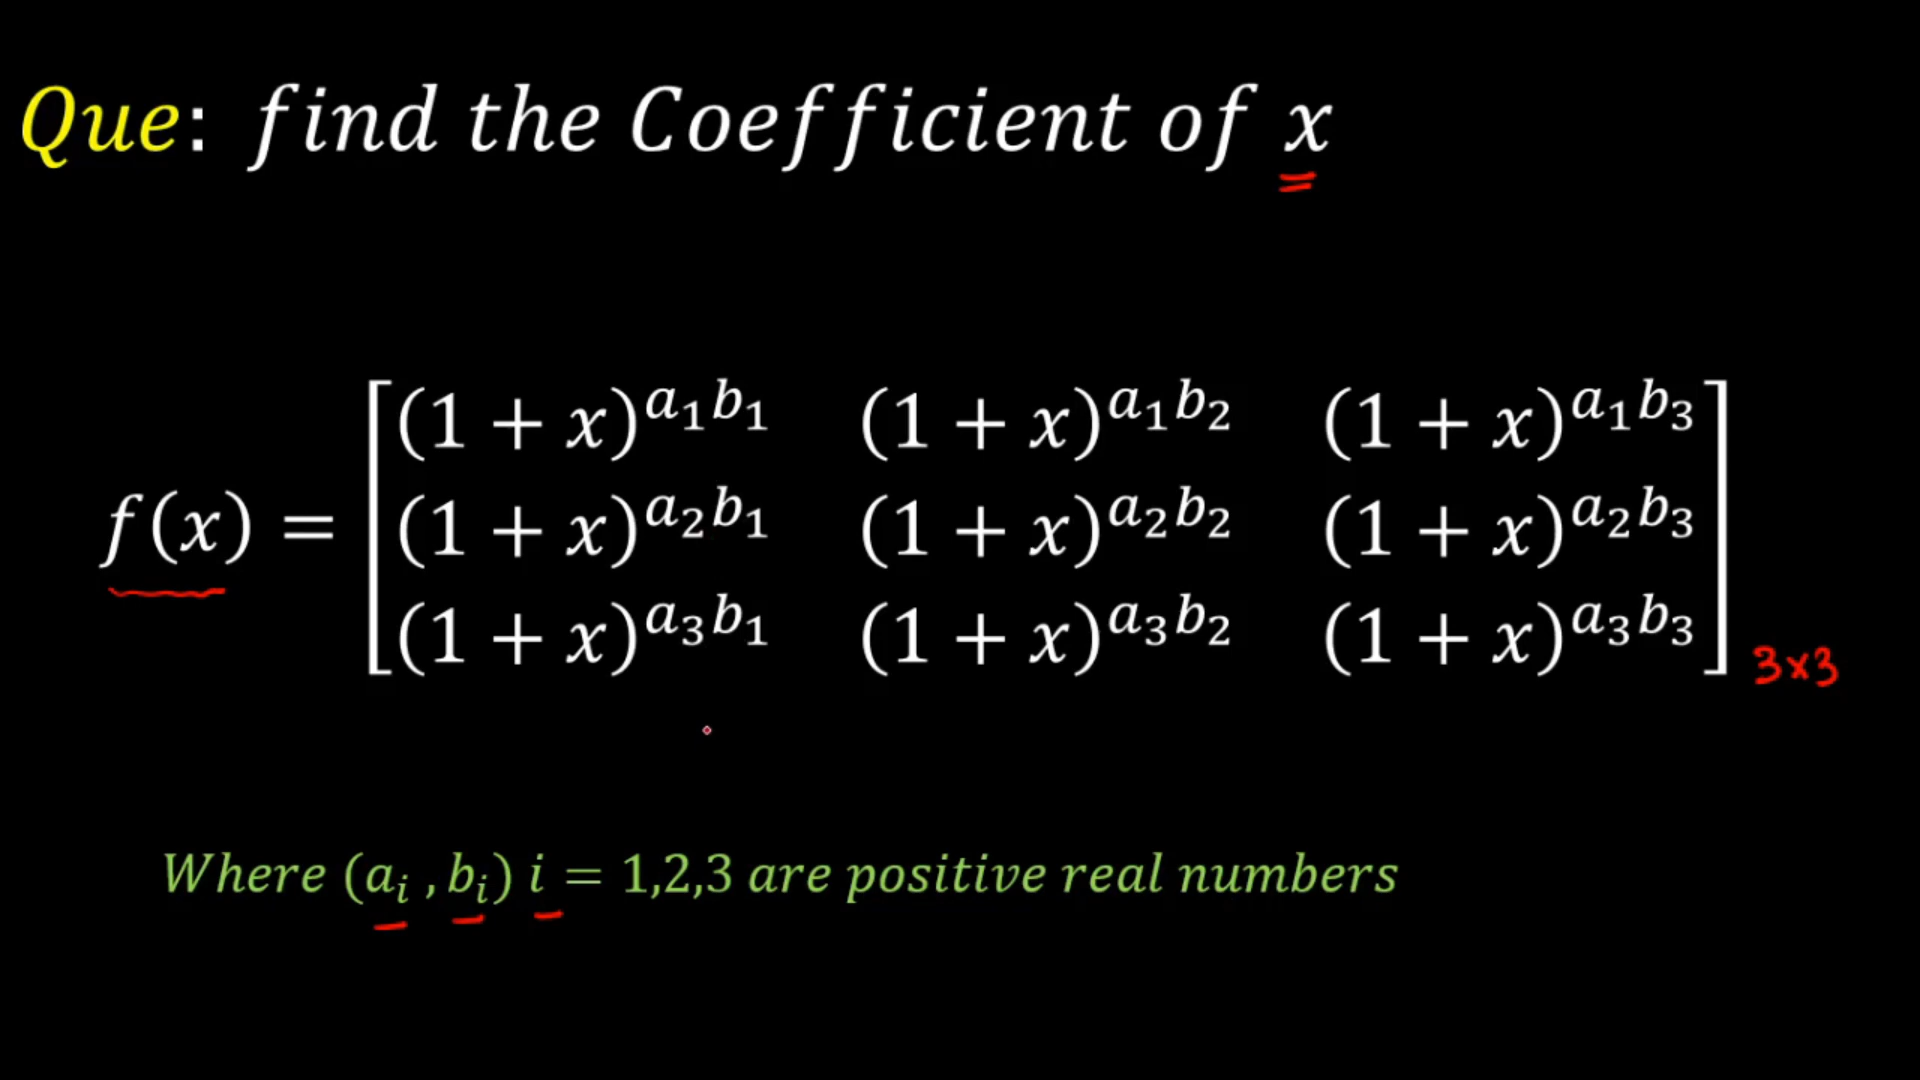 Que: find the Coefficient of x
f(x) = [(1 + x)^{a₁b₁} (1 + x)^{a₁b₂} (1 + x)^{a₁b₃}
(1 + x)^{a₂b₁} (1 + x)^{a₂b₂} (1 + x)^{a₂b₃}
(1 + x)^{a₃b₁} (1 + x)^{a₃b₂} (1 + x)^{a₃b₃}] 3×3
Where (aᵢ , bᵢ) i = 1,2,3 are positive real numbers